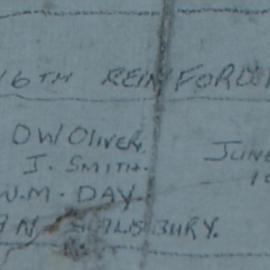 16TH REINFORCE
D W OLIVER. JUNE
I. SMITH.
W.M. DAY
SALISBURY.